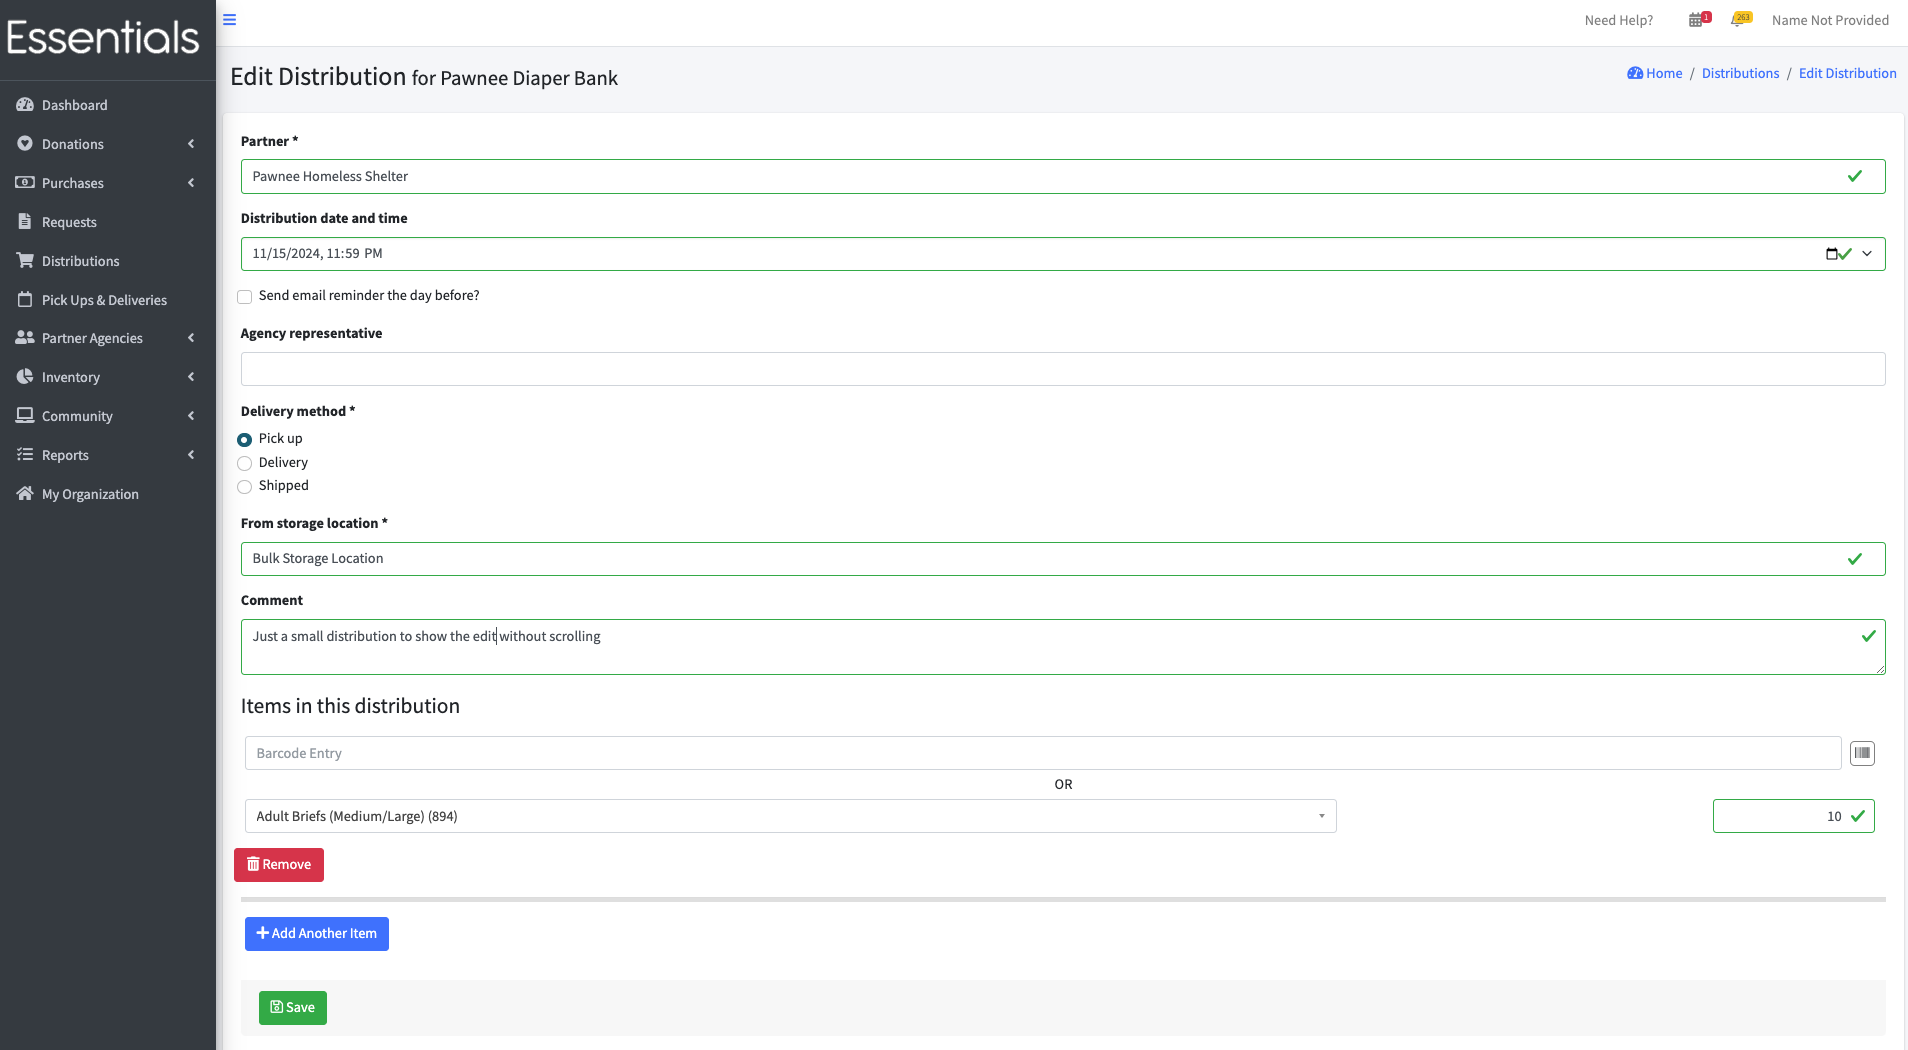 Essentials
Need Help?
1
263
Name Not Provided
Edit Distribution for Pawnee Diaper Bank
Home / Distributions / Edit Distribution
Dashboard
Donations
Purchases
Requests
Distributions
Pick Ups & Deliveries
Partner Agencies
Inventory
Community
Reports
My Organization
Partner *
Pawnee Homeless Shelter
Distribution date and time
11/15/2024, 11:59 PM
Send email reminder the day before?
Agency representative
Delivery method *
Pick up
Delivery
Shipped
From storage location *
Bulk Storage Location
Comment
Just a small distribution to show the edit without scrolling
Items in this distribution
Barcode Entry
OR
Adult Briefs (Medium/Large) (894)
10
Remove
Add Another Item
Save